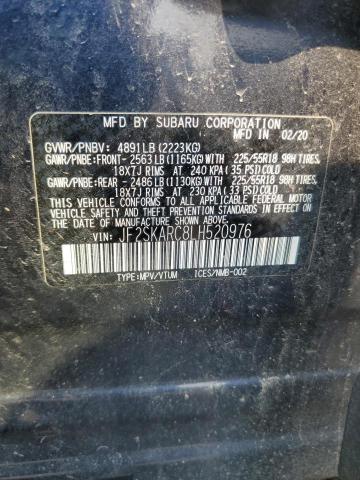 MFD BY SUBARU CORPORATION
MFD IN 02/20
GVWR/PNBV: 4891LB(2223KG)
GAWR/PNBE:FRONT- 2563LB(1165KG)WITH 225/55R18 98H TIRES
18X7J RIMS AT 240 KPA(35 PSI)COLD
GAWR/PNBE:REAR - 2486LB(1130KG)WITH 225/55R18 98H TIRES
18X7J RIMS AT 230 KPA(33 PSI)COLD
THIS VEHICLE CONFORMS TO ALL APPLICABLE
FEDERAL MOTOR VEHICLE SAFETY, BUMPER, AND
THEFT PREVENTION STANDARDS IN EFFECT ON THE
DATE OF MANUFACTURE SHOWN ABOVE.
VIN: JF2SKARC8LH520976
TYPE:MPV/VTUM ICES/NMB-002